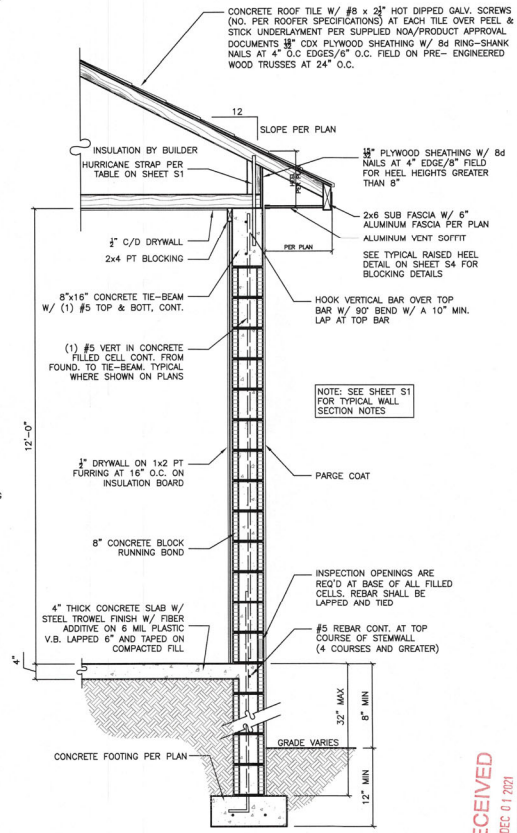 CONCRETE ROOF TILE W/ #8 x 2½" HOT DIPPED GALV. SCREWS
(NO. PER ROOFER SPECIFICATIONS) AT EACH TILE OVER PEEL &
STICK UNDERLAYMENT PER SUPPLIED NOA/PRODUCT APPROVAL
DOCUMENTS 19/32" CDX PLYWOOD SHEATHING W/ 8d RING-SHANK
NAILS AT 4" O.C EDGES/6" O.C. FIELD ON PRE- ENGINEERED
WOOD TRUSSES AT 24" O.C.
12
SLOPE PER PLAN
INSULATION BY BUILDER
HURRICANE STRAP PER
TABLE ON SHEET S1
19/32" PLYWOOD SHEATHING W/ 8d
NAILS AT 4" EDGE/8" FIELD
FOR HEEL HEIGHTS GREATER
THAN 8"
HEEL
PER PLAN
2x6 SUB FASCIA W/ 6"
ALUMINUM FASCIA PER PLAN
ALUMINUM VENT SOFFIT
PER PLAN
SEE TYPICAL RAISED HEEL
DETAIL ON SHEET S4 FOR
BLOCKING DETAILS
½" C/D DRYWALL
2x4 PT BLOCKING
8"x16" CONCRETE TIE-BEAM
W/ (1) #5 TOP & BOTT, CONT.
HOOK VERTICAL BAR OVER TOP
BAR W/ 90° BEND W/ A 10" MIN.
LAP AT TOP BAR
(1) #5 VERT IN CONCRETE
FILLED CELL CONT. FROM
FOUND. TO TIE-BEAM. TYPICAL
WHERE SHOWN ON PLANS
NOTE: SEE SHEET S1
FOR TYPICAL WALL
SECTION NOTES
12'-0"
½" DRYWALL ON 1x2 PT
FURRING AT 16" O.C. ON
INSULATION BOARD
PARGE COAT
8" CONCRETE BLOCK
RUNNING BOND
INSPECTION OPENINGS ARE
REQ'D AT BASE OF ALL FILLED
CELLS. REBAR SHALL BE
LAPPED AND TIED
4" THICK CONCRETE SLAB W/
STEEL TROWEL FINISH W/ FIBER
ADDITIVE ON 6 MIL PLASTIC
V.B. LAPPED 6" AND TAPED ON
COMPACTED FILL
#5 REBAR CONT. AT TOP
COURSE OF STEMWALL
(4 COURSES AND GREATER)
4"
32" MAX
8" MIN
GRADE VARIES
CONCRETE FOOTING PER PLAN
12" MIN
DEC 01 2021